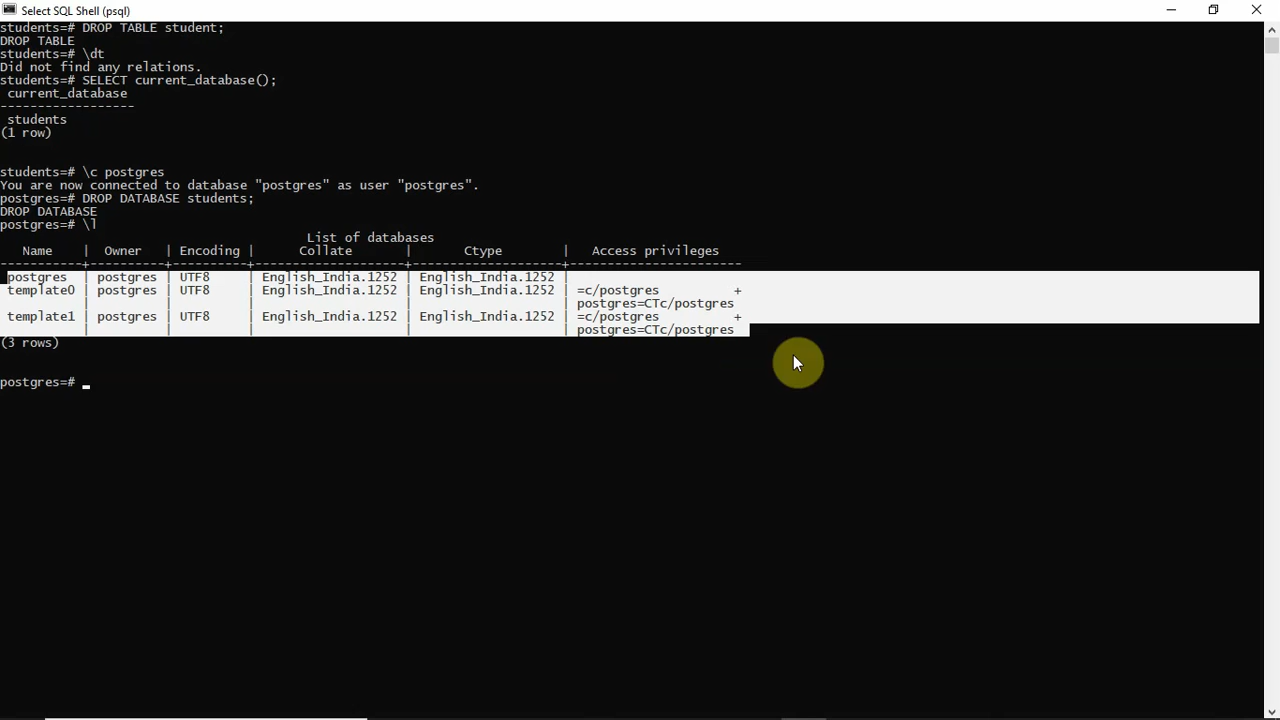 Select SQL Shell (psql)
students=# DROP TABLE student;
DROP TABLE
students=# \dt
Did not find any relations.
students=# SELECT current_database();
 current_database
------------------
 students
(1 row)
students=# \c postgres
You are now connected to database "postgres" as user "postgres".
postgres=# DROP DATABASE students;
DROP DATABASE
postgres=# \l
                                         List of databases
   Name    |  Owner   | Encoding |      Collate       |       Ctype        |   Access privileges
-----------+----------+----------+--------------------+--------------------+-----------------------
 postgres  | postgres | UTF8     | English_India.1252 | English_India.1252 |
 template0 | postgres | UTF8     | English_India.1252 | English_India.1252 | =c/postgres          +
           |          |          |                    |                    | postgres=CTc/postgres
 template1 | postgres | UTF8     | English_India.1252 | English_India.1252 | =c/postgres          +
           |          |          |                    |                    | postgres=CTc/postgres
(3 rows)
postgres=#